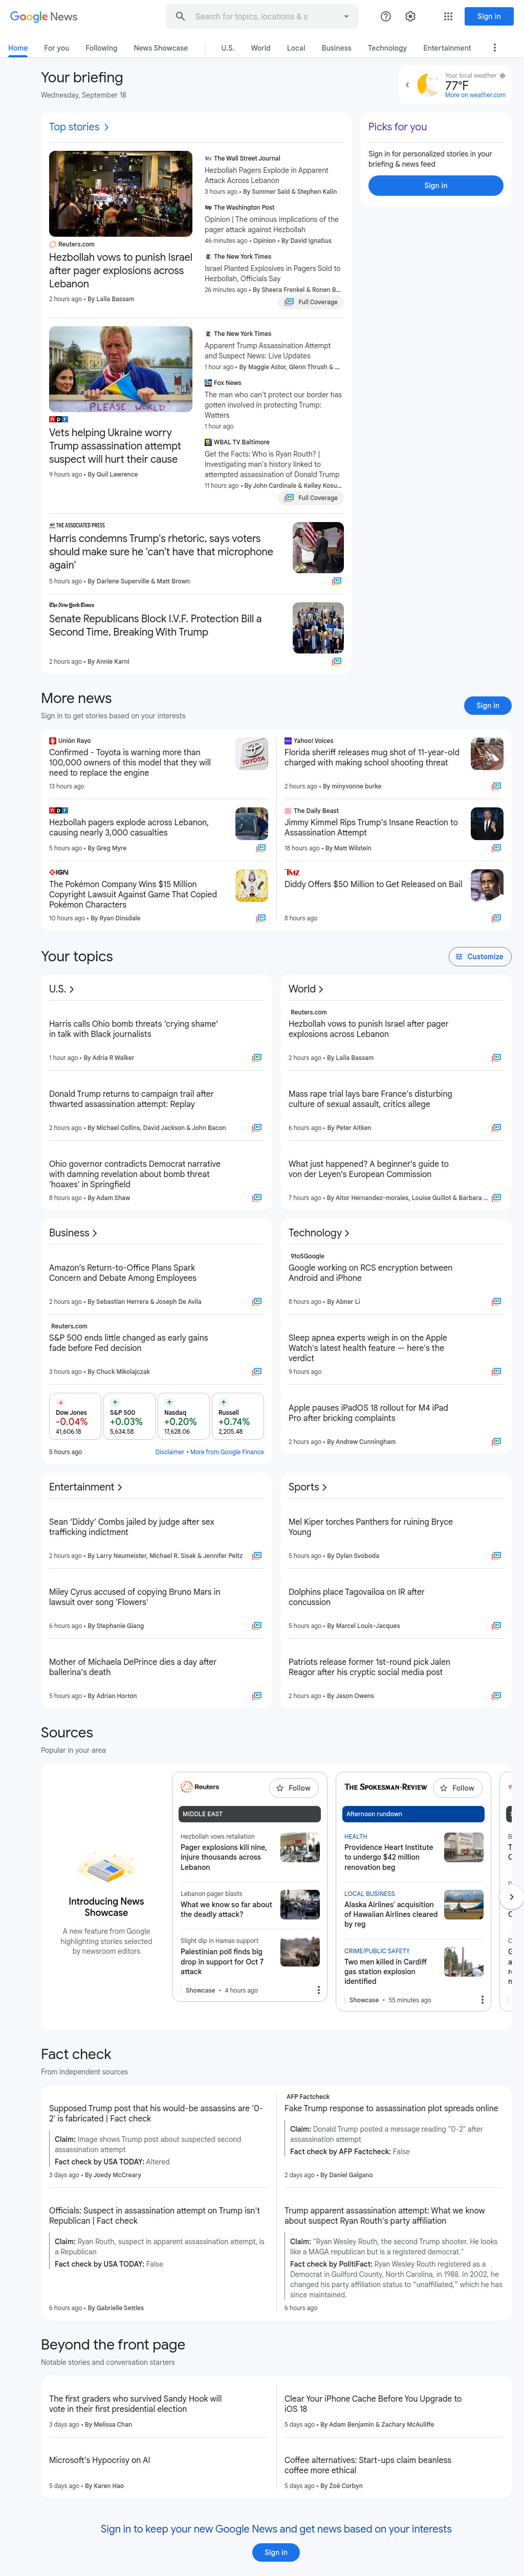 Google News
Search for topics, locations & s
Sign in
Home
For you
Following
News Showcase
U.S.
World
Local
Business
Technology
Entertainment
Your briefing
Wednesday, September 18
Your local weather
77°F
More on weather.com
Top stories
Picks for you
Sign in for personalized stories in your
briefing & news feed
Sign in
Reuters.com
Hezbollah vows to punish Israel
after pager explosions across
Lebanon
2 hours ago • By Laila Bassam
The Wall Street Journal
Hezbollah Pagers Explode in Apparent
Attack Across Lebanon
3 hours ago • By Summer Said & Stephen Kalin
The Washington Post
Opinion | The ominous implications of the
pager attack against Hezbollah
46 minutes ago • Opinion • By David Ignatius
The New York Times
Israel Planted Explosives in Pagers Sold to
Hezbollah, Officials Say
26 minutes ago • By Sheera Frenkel & Ronen B...
Full Coverage
PLEASE WORLD
npr
Vets helping Ukraine worry
Trump assassination attempt
suspect will hurt their cause
9 hours ago • By Quil Lawrence
The New York Times
Apparent Trump Assassination Attempt
and Suspect News: Live Updates
1 hour ago • By Maggie Astor, Glenn Thrush & ...
Fox News
The man who can't protect our border has
gotten involved in protecting Trump:
Watters
1 hour ago
WBAL TV Baltimore
Get the Facts: Who is Ryan Routh? |
Investigating man's history linked to
attempted assassination of Donald Trump
11 hours ago • By John Cardinale & Kelley Kosu...
Full Coverage
AP THE ASSOCIATED PRESS
Harris condemns Trump's rhetoric, says voters
should make sure he 'can't have that microphone
again'
5 hours ago • By Darlene Superville & Matt Brown
The New York Times
Senate Republicans Block I.V.F. Protection Bill a
Second Time, Breaking With Trump
2 hours ago • By Annie Karni
More news
Sign in to get stories based on your interests
Sign in
Unión Rayo
Confirmed - Toyota is warning more than
100,000 owners of this model that they will
need to replace the engine
13 hours ago
TOYOTA
Yahoo! Voices
Florida sheriff releases mug shot of 11-year-old
charged with making school shooting threat
2 hours ago • By minyvonne burke
npr
Hezbollah pagers explode across Lebanon,
causing nearly 3,000 casualties
5 hours ago • By Greg Myre
The Daily Beast
Jimmy Kimmel Rips Trump's Insane Reaction to
Assassination Attempt
18 hours ago • By Matt Wilstein
IGN
The Pokémon Company Wins $15 Million
Copyright Lawsuit Against Game That Copied
Pokémon Characters
10 hours ago • By Ryan Dinsdale
TMZ
Diddy Offers $50 Million to Get Released on Bail
8 hours ago
Your topics
Customize
U.S.
Harris calls Ohio bomb threats ‘crying shame’
in talk with Black journalists
1 hour ago • By Adria R Walker
Donald Trump returns to campaign trail after
thwarted assassination attempt: Replay
2 hours ago • By Michael Collins, David Jackson & John Bacon
Ohio governor contradicts Democrat narrative
with damning revelation about bomb threat
'hoaxes' in Springfield
8 hours ago • By Adam Shaw
World
Reuters.com
Hezbollah vows to punish Israel after pager
explosions across Lebanon
2 hours ago • By Laila Bassam
Mass rape trial lays bare France's disturbing
culture of sexual assault, critics allege
6 hours ago • By Peter Aitken
What just happened? A beginner's guide to
von der Leyen's European Commission
7 hours ago • By Aitor Hernandez-morales, Louise Guillot & Barbara ...
Business
Amazon's Return-to-Office Plans Spark
Concern and Debate Among Employees
2 hours ago • By Sebastian Herrera & Joseph De Avila
Reuters.com
S&P 500 ends little changed as early gains
fade before Fed decision
3 hours ago • By Chuck Mikolajczak
Dow Jones
-0.04%
41,606.18
S&P 500
+0.03%
5,634.58
Nasdaq
+0.20%
17,628.06
Russell
+0.74%
2,205.48
5 hours ago
Disclaimer • More from Google Finance
Technology
9to5Google
Google working on RCS encryption between
Android and iPhone
8 hours ago • By Abner Li
Sleep apnea experts weigh in on the Apple
Watch's latest health feature — here's the
verdict
9 hours ago
Apple pauses iPadOS 18 rollout for M4 iPad
Pro after bricking complaints
2 hours ago • By Andrew Cunningham
Entertainment
Sean ‘Diddy’ Combs jailed by judge after sex
trafficking indictment
2 hours ago • By Larry Neumeister, Michael R. Sisak & Jennifer Peltz
Miley Cyrus accused of copying Bruno Mars in
lawsuit over song 'Flowers'
6 hours ago • By Stephanie Giang
Mother of Michaela DePrince dies a day after
ballerina's death
5 hours ago • By Adrian Horton
Sports
Mel Kiper torches Panthers for ruining Bryce
Young
5 hours ago • By Dylan Svoboda
Dolphins place Tagovailoa on IR after
concussion
5 hours ago • By Marcel Louis-Jacques
Patriots release former 1st-round pick Jalen
Reagor after his cryptic social media post
2 hours ago • By Jason Owens
Sources
Popular in your area
Introducing News
Showcase
A new feature from Google
highlighting stories selected
by newsroom editors
Reuters
Follow
MIDDLE EAST
Hezbollah vows retaliation
Pager explosions kill nine,
injure thousands across
Lebanon
Lebanon pager blasts
What we know so far about
the deadly attack?
Slight dip in Hamas support
Palestinian poll finds big
drop in support for Oct 7
attack
Showcase • 4 hours ago
THE SPOKESMAN-REVIEW
Follow
Afternoon rundown
HEALTH
Providence Heart Institute
to undergo $42 million
renovation beg
LOCAL BUSINESS
Alaska Airlines' acquisition
of Hawaiian Airlines cleared
by reg
CRIME/PUBLIC SAFETY
Two men killed in Cardiff
gas station explosion
identified
Showcase • 55 minutes ago
Fact check
From independent sources
Supposed Trump post that his would-be assassins are '0-
2' is fabricated | Fact check
Claim: Image shows Trump post about suspected second
assassination attempt
Fact check by USA TODAY: Altered
3 days ago • By Joedy McCreary
AFP Factcheck
Fake Trump response to assassination plot spreads online
Claim: Donald Trump posted a message reading "0-2" after
assassination attempt
Fact check by AFP Factcheck: False
2 days ago • By Daniel Galgano
Officials: Suspect in assassination attempt on Trump isn't
Republican | Fact check
Claim: Ryan Routh, suspect in apparent assassination attempt, is
a Republican
Fact check by USA TODAY: False
6 hours ago • By Gabrielle Settles
Trump apparent assassination attempt: What we know
about suspect Ryan Routh's party affiliation
Claim: "Ryan Wesley Routh, the second Trump shooter. He looks
like a MAGA republican but is a registered democrat."
Fact check by PolitiFact: Ryan Wesley Routh registered as a
Democrat in Guilford County, North Carolina, in 1988. In 2002, he
changed his party affiliation status to "unaffiliated," which he has
since maintained.
6 hours ago
Beyond the front page
Notable stories and conversation starters
The first graders who survived Sandy Hook will
vote in their first presidential election
3 days ago • By Melissa Chan
Clear Your iPhone Cache Before You Upgrade to
iOS 18
5 days ago • By Adam Benjamin & Zachary McAuliffe
Microsoft's Hypocrisy on AI
5 days ago • By Karen Hao
Coffee alternatives: Start-ups claim beanless
coffee more ethical
5 days ago • By Zoë Corbyn
Sign in to keep your new Google News and get news based on your interests
Sign in